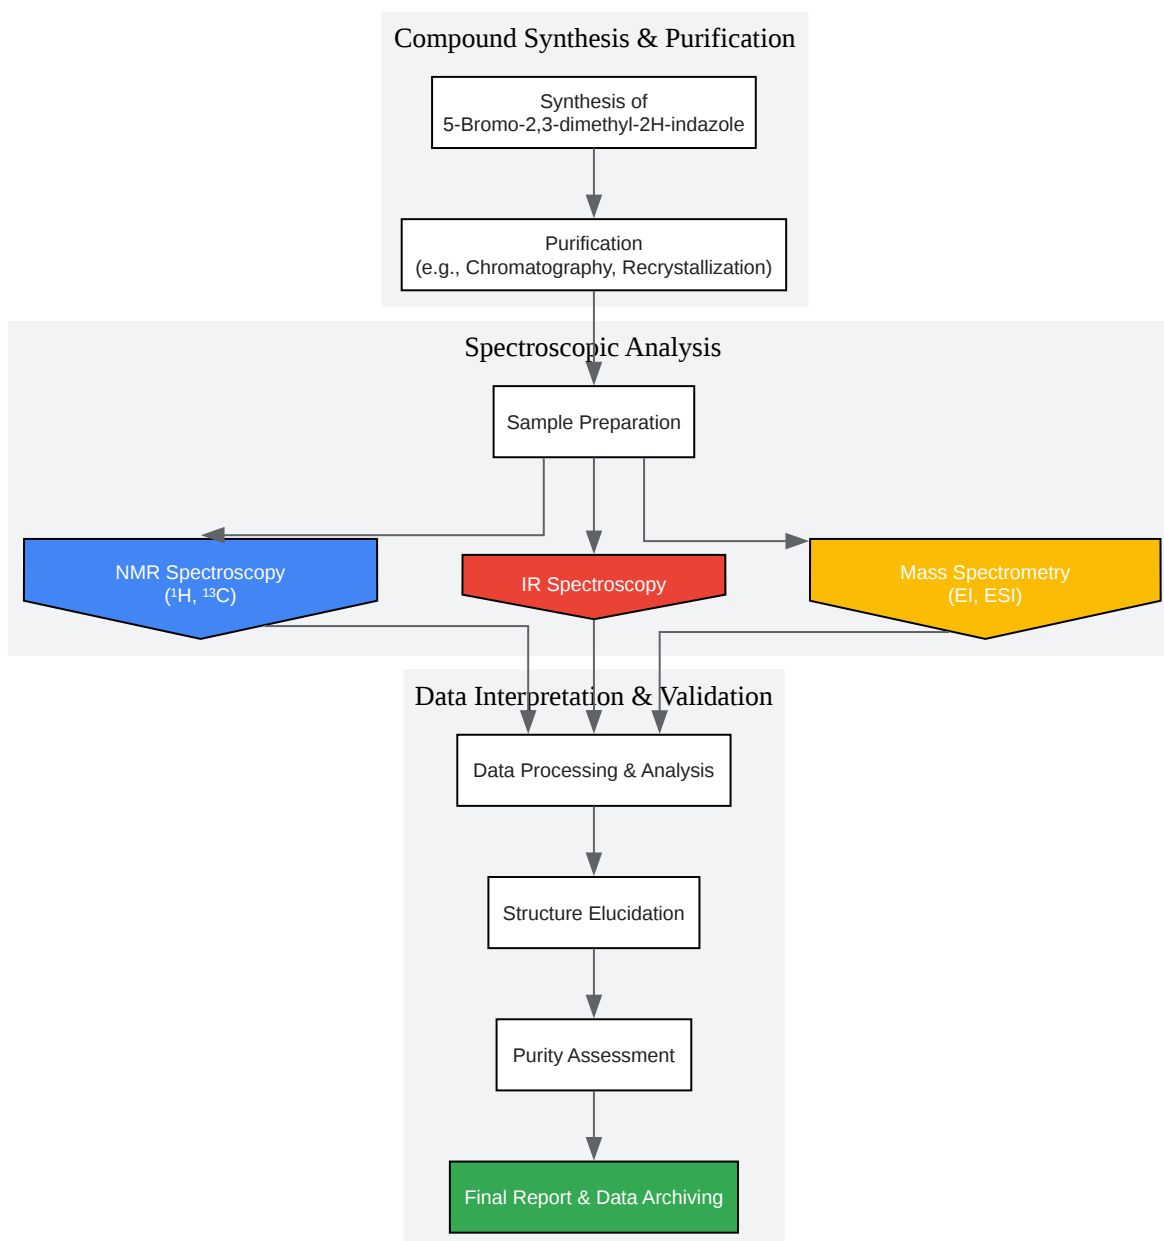 Compound Synthesis & Purification
Synthesis of
5-Bromo-2,3-dimethyl-2H-indazole
Purification
(e.g., Chromatography, Recrystallization)
Spectroscopic Analysis
Sample Preparation
NMR Spectroscopy
(¹H, ¹³C)
IR Spectroscopy
Mass Spectrometry
(EI, ESI)
Data Interpretation & Validation
Data Processing & Analysis
Structure Elucidation
Purity Assessment
Final Report & Data Archiving